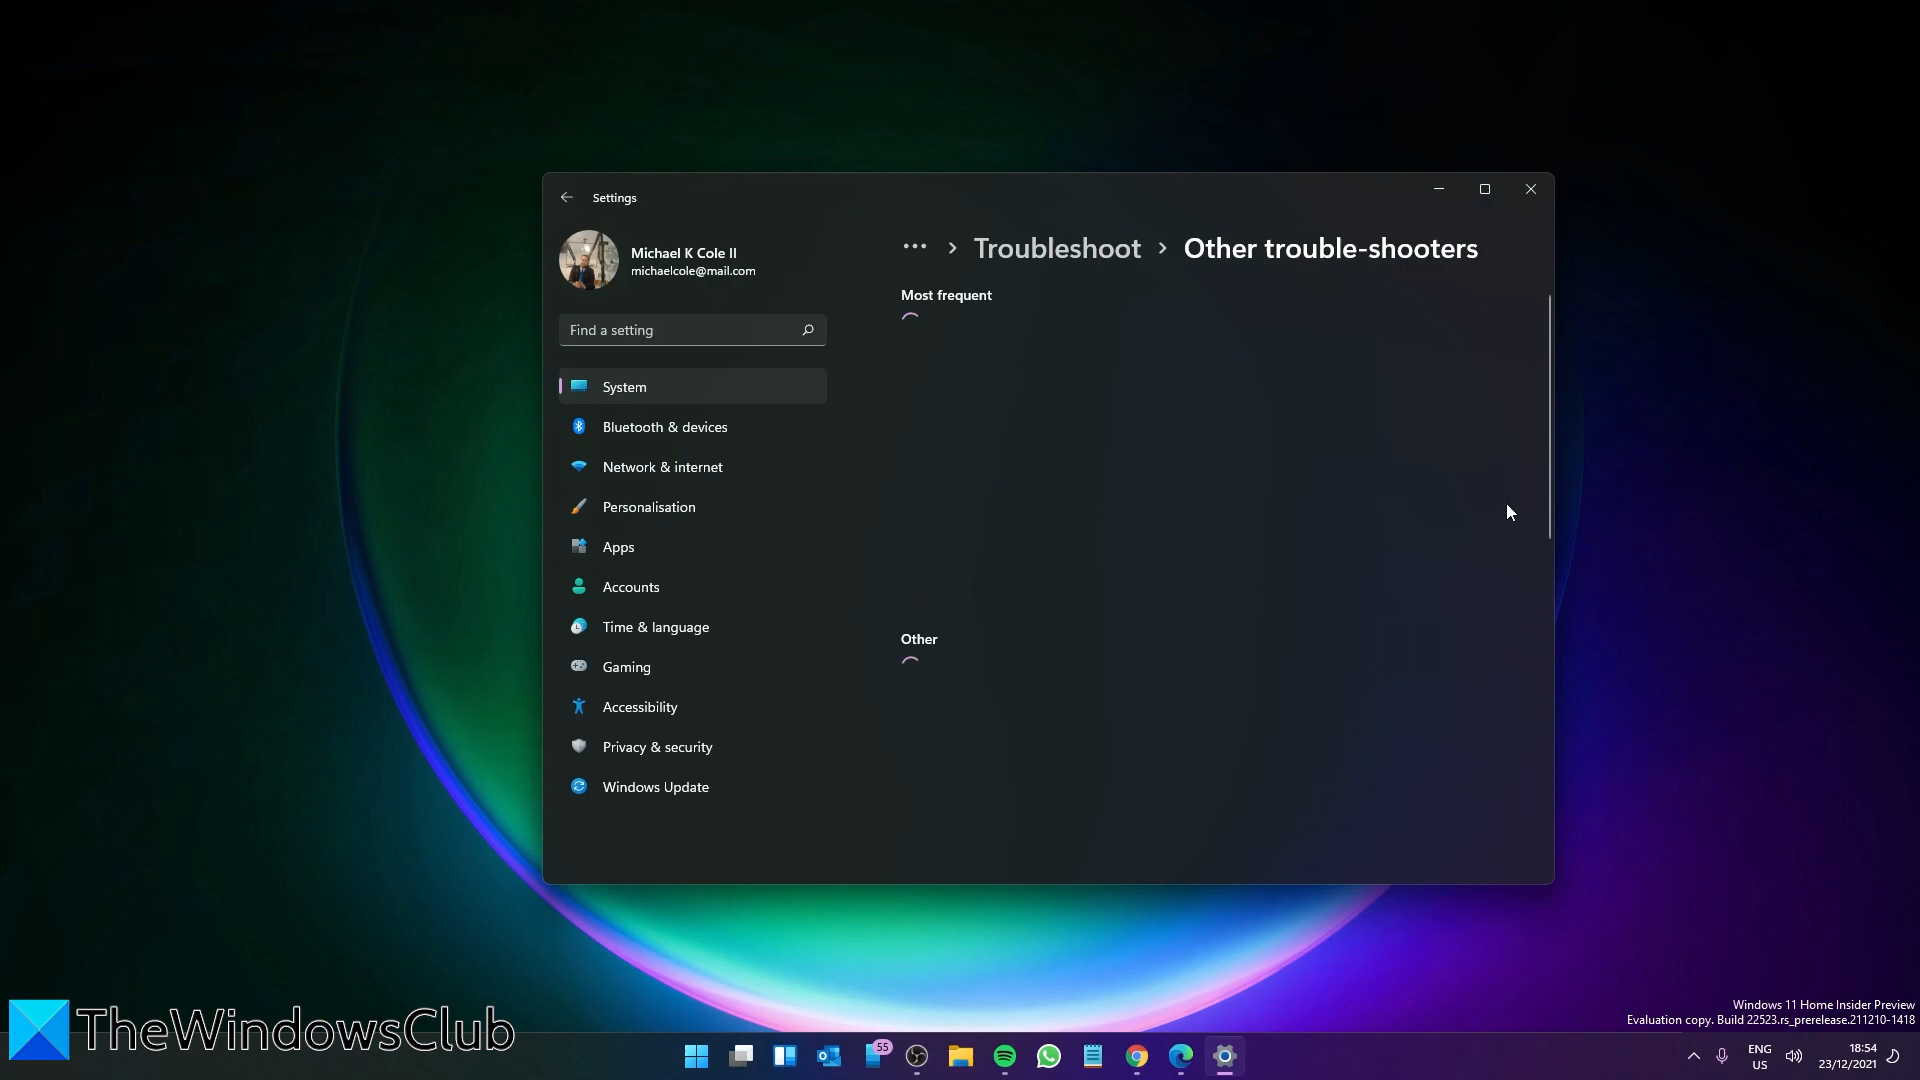 Settings
Michael K Cole II
michaelcole@mail.com
Find a setting
System
Bluetooth & devices
Network & internet
Personalisation
Apps
Accounts
Time & language
Gaming
Accessibility
Privacy & security
Windows Update
··· > Troubleshoot > Other trouble-shooters
Most frequent
Other
Windows 11 Home Insider Preview
Evaluation copy. Build 22523.rs_prerelease.211210-1418
TheWindowsClub
55
ENG
US
18:54
23/12/2021